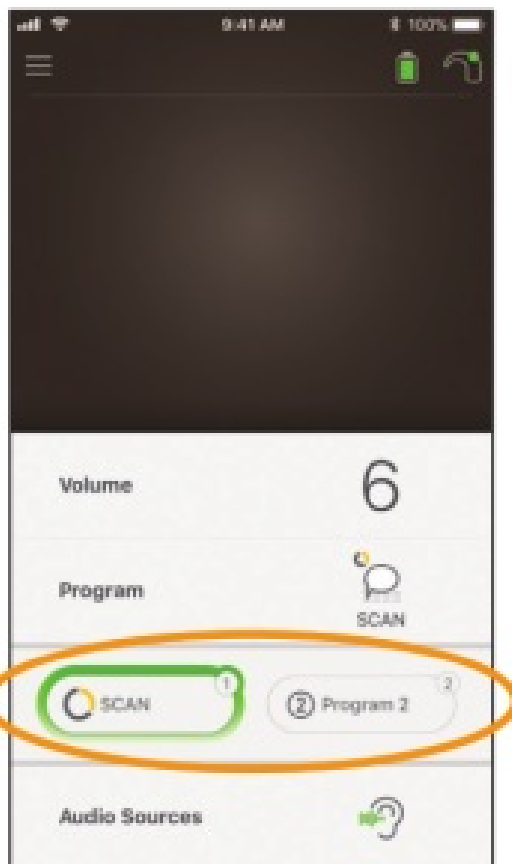 9:41 AM 100%
Volume 6
Program
SCAN
SCAN 1 2 Program 2 2
Audio Sources